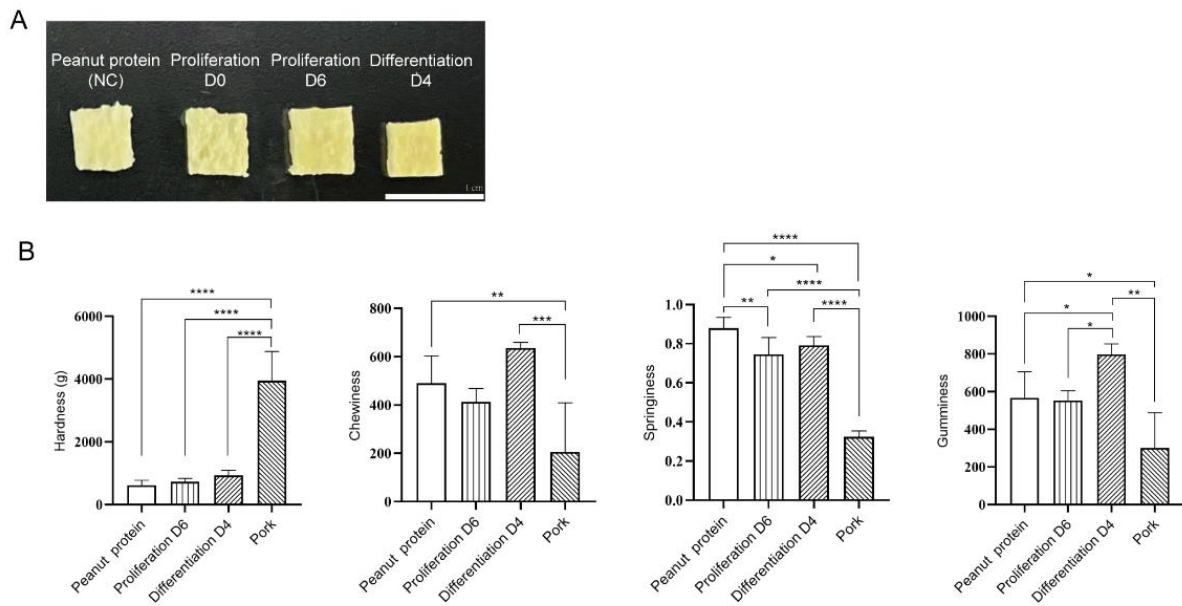 A
Peanut protein
(NC)
Proliferation
D0
Proliferation
D6
Differentiation
D4
1 cm
B
****
****
****
6000
4000
2000
0
Hardness (g)
Peanut protein
Proliferation D6
Differentiation D4
Pork
**
***
800
600
400
200
0
Chewiness
Peanut protein
Proliferation D6
Differentiation D4
Pork
****
*
****
**
****
1.0
0.8
0.6
0.4
0.2
0.0
Springiness
Peanut protein
Proliferation D6
Differentiation D4
Pork
*
**
*
*
1000
800
600
400
200
0
Gumminess
Peanut protein
Proliferation D6
Differentiation D4
Pork